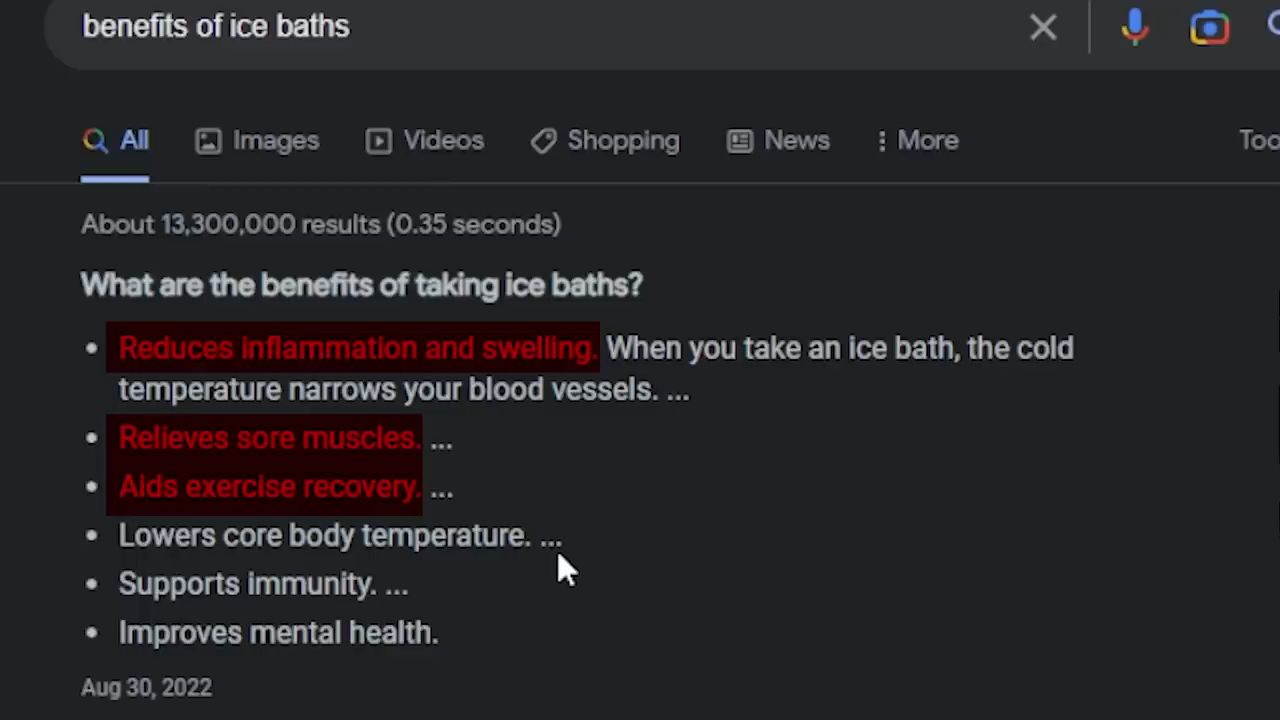 benefits of ice baths
All Images Videos Shopping News More
About 13,300,000 results (0.35 seconds)
What are the benefits of taking ice baths?
• Reduces inflammation and swelling. When you take an ice bath, the cold
temperature narrows your blood vessels. ...
• Relieves sore muscles. ...
• Aids exercise recovery. ...
• Lowers core body temperature. ...
• Supports immunity. ...
• Improves mental health.
Aug 30, 2022